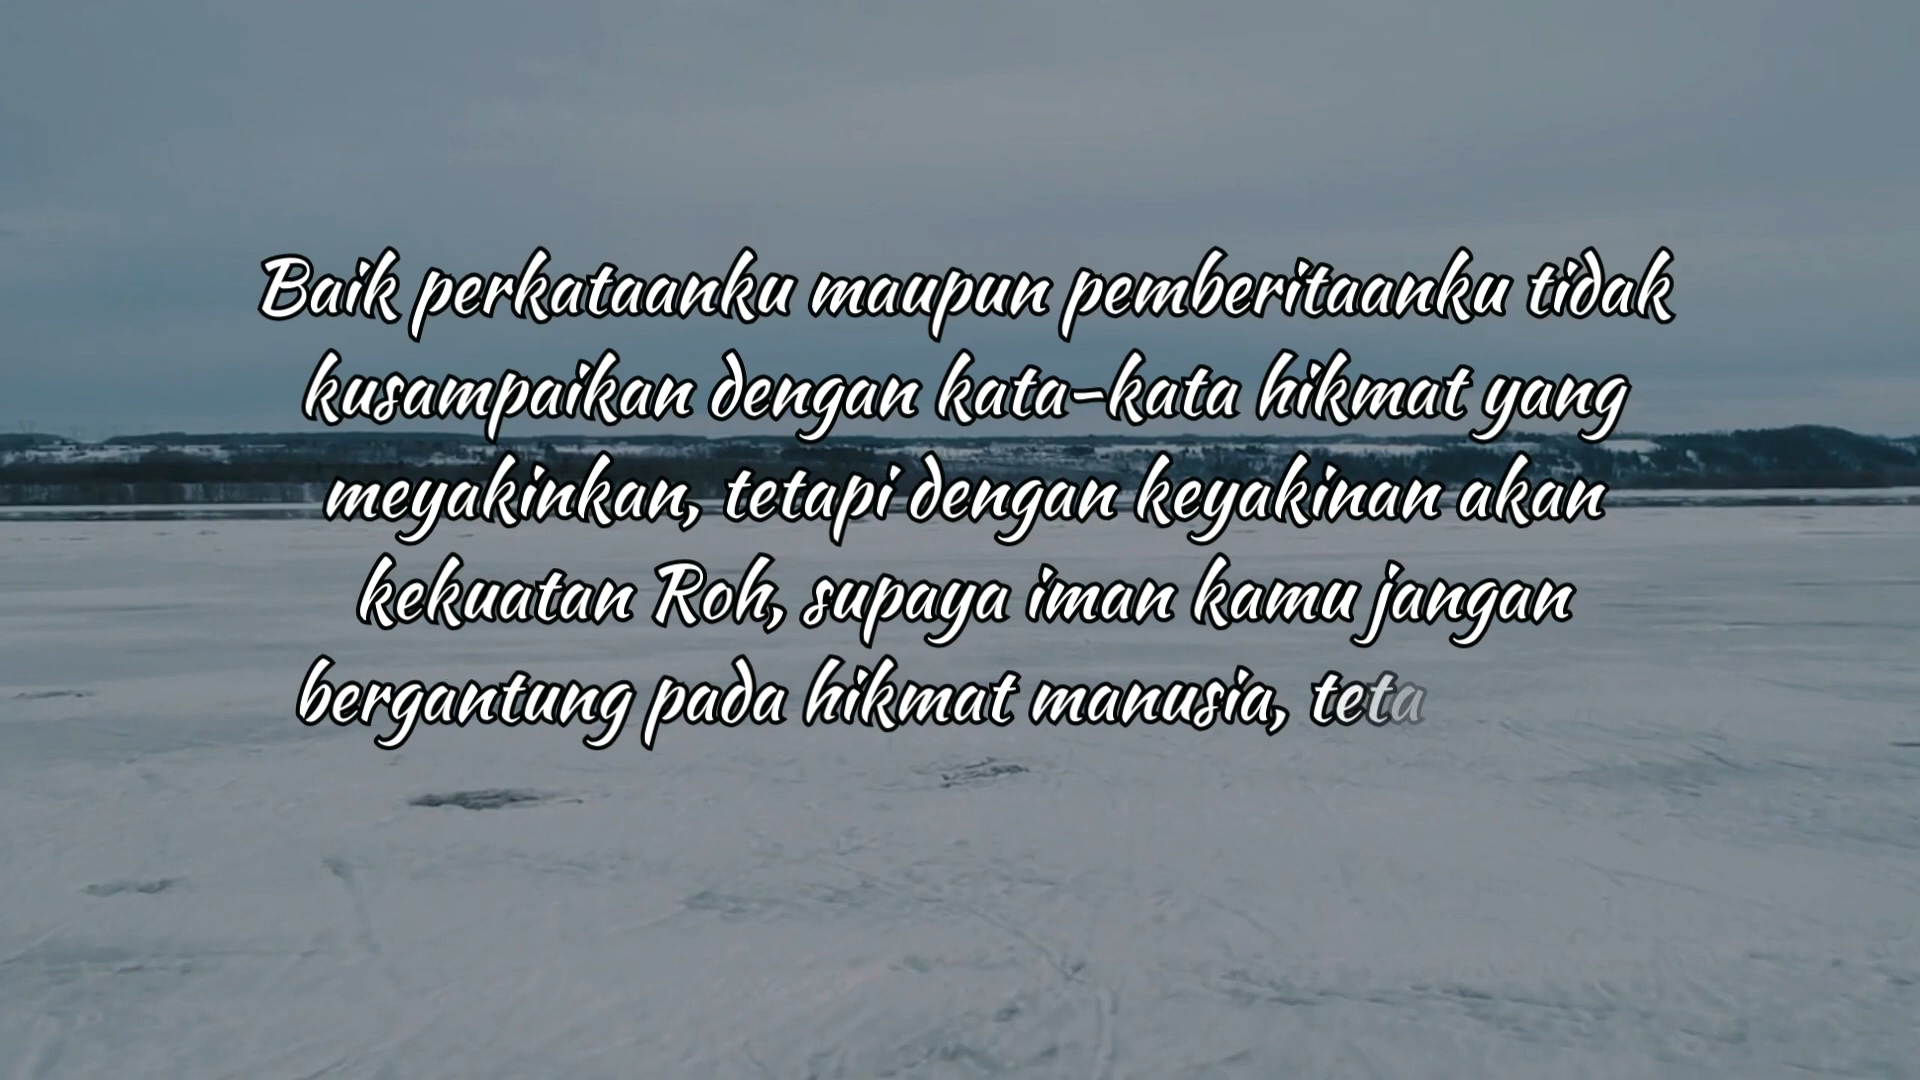 Baik perkataanku maupun pemberitaanku tidak
kusampaikan dengan kata-kata hikmat yang
meyakinkan, tetapi dengan keyakinan akan
kekuatan Roh, supaya iman kamu jangan
bergantung pada hikmat manusia, teta